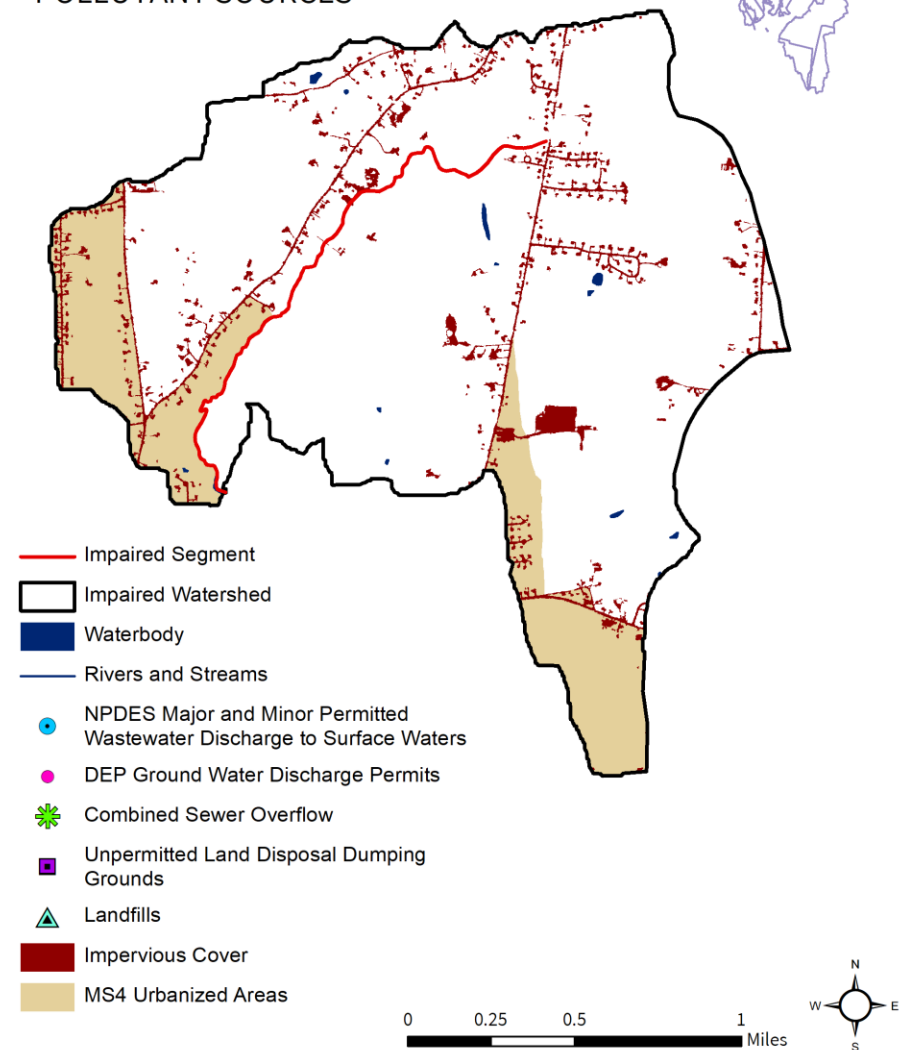 POLLUTANT SOURCES
Impaired Segment
Impaired Watershed
Waterbody
Rivers and Streams
NPDES Major and Minor Permitted
Wastewater Discharge to Surface Waters
DEP Ground Water Discharge Permits
Combined Sewer Overflow
Unpermitted Land Disposal Dumping
Grounds
Landfills
Impervious Cover
MS4 Urbanized Areas
0 0.25 0.5 1
Miles
N
W E
S